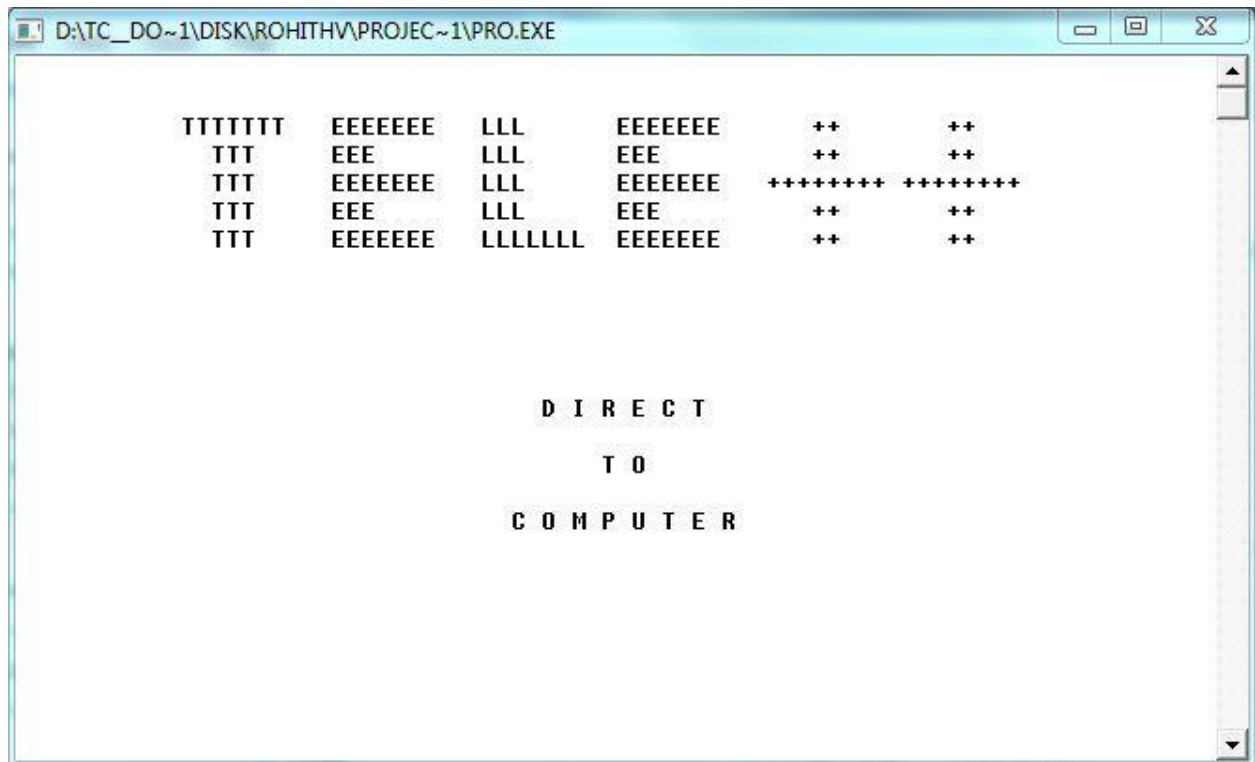 D:\TC__DO~1\DISK\ROHITHV\PROJEC~1\PRO.EXE
TTTTTTT EEEEEEE LLL EEEEEEE ++ ++
TTT EEE LLL EEE ++ ++
TTT EEEEEEE LLL EEEEEEE ++++++++ ++++++++
TTT EEE LLL EEE ++ ++
TTT EEEEEEE LLLLLLL EEEEEEE ++ ++
D I R E C T
T O
C O M P U T E R